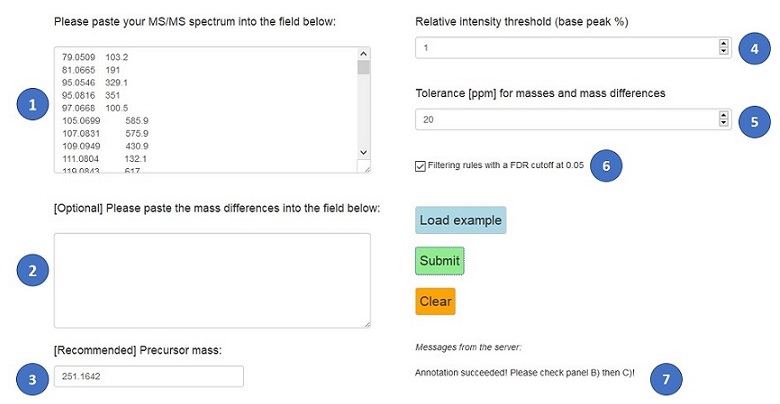 Please paste your MS/MS spectrum into the field below:
79.0509 103.2
81.0665 191
95.0546 329.1
95.0816 351
97.0668 100.5
105.0699 585.9
107.0831 575.9
109.0949 430.9
111.0804 132.1
119.0843 617
1
[Optional] Please paste the mass differences into the field below:
2
[Recommended] Precursor mass:
251.1642
3
Relative intensity threshold (base peak %)
1
4
Tolerance [ppm] for masses and mass differences
20
5
Filtering rules with a FDR cutoff at 0.05
6
Load example
Submit
Clear
Messages from the server:
Annotation succeeded! Please check panel B) then C)!
7